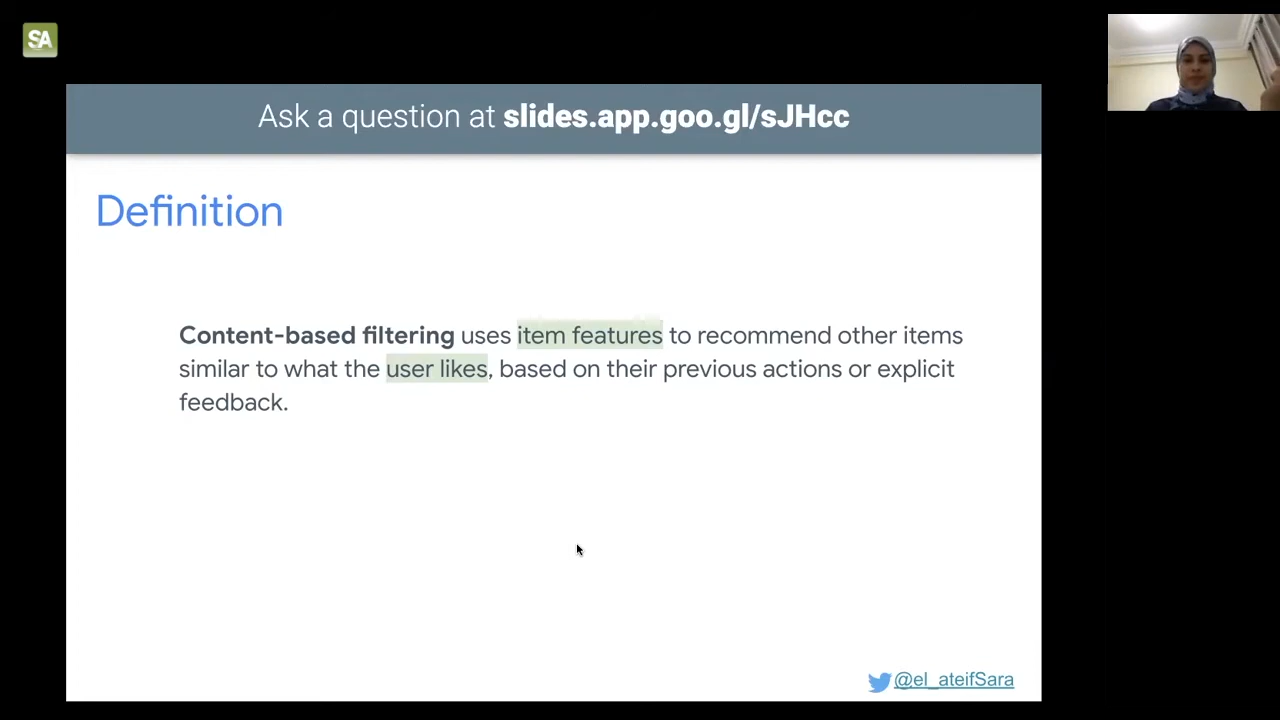 SA
Ask a question at slides.app.goo.gl/sJHcc
Definition
Content-based filtering uses item features to recommend other items
similar to what the user likes, based on their previous actions or explicit
feedback.
@el_ateifSara